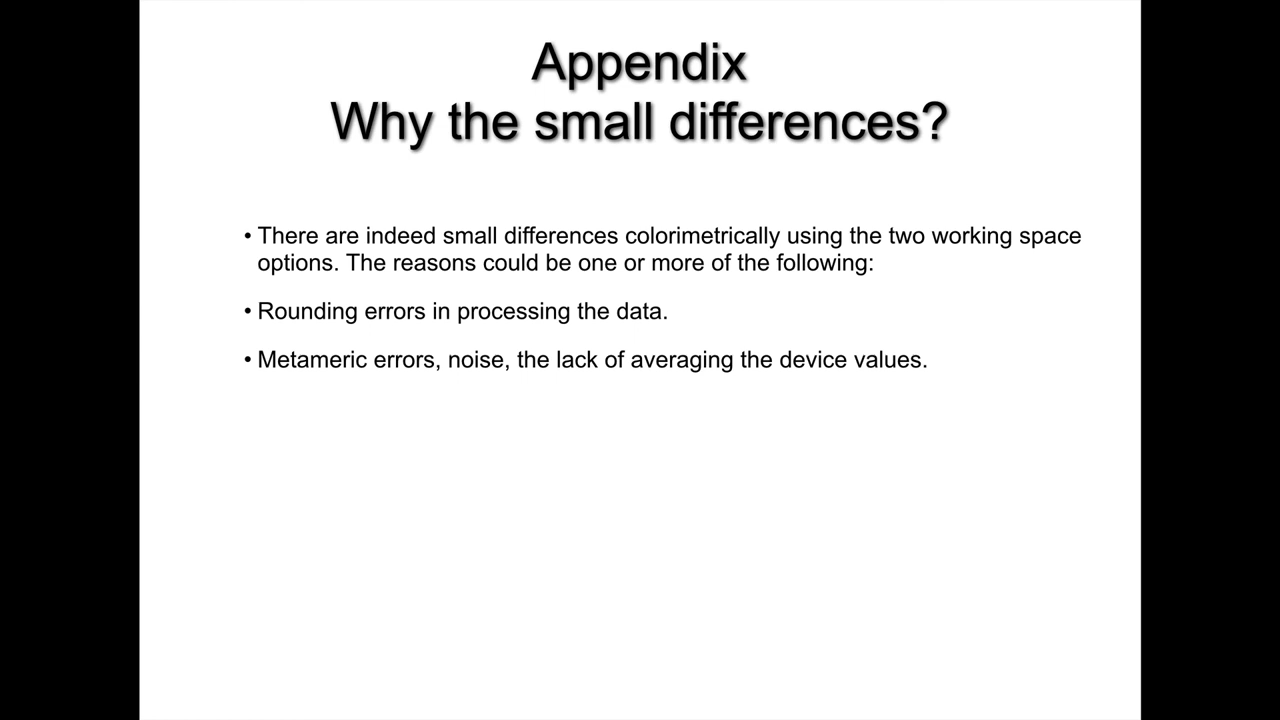 Appendix
Why the small differences?
• There are indeed small differences colorimetrically using the two working space
options. The reasons could be one or more of the following:
• Rounding errors in processing the data.
• Metameric errors, noise, the lack of averaging the device values.